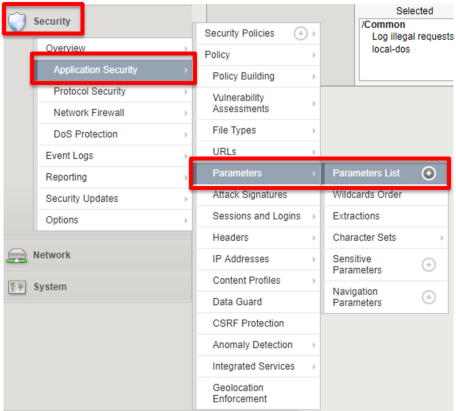 Selected
/Common
Log illegal requests
local-dos
Security
Overview
Application Security
Protocol Security
Network Firewall
DoS Protection
Event Logs
Reporting
Security Updates
Options
Network
System
Security Policies
Policy
Policy Building
Vulnerability
Assessments
File Types
URLs
Parameters
Attack Signatures
Sessions and Logins
Headers
IP Addresses
Content Profiles
Data Guard
CSRF Protection
Anomaly Detection
Integrated Services
Geolocation
Enforcement
Parameters List
Wildcards Order
Extractions
Character Sets
Sensitive
Parameters
Navigation
Parameters